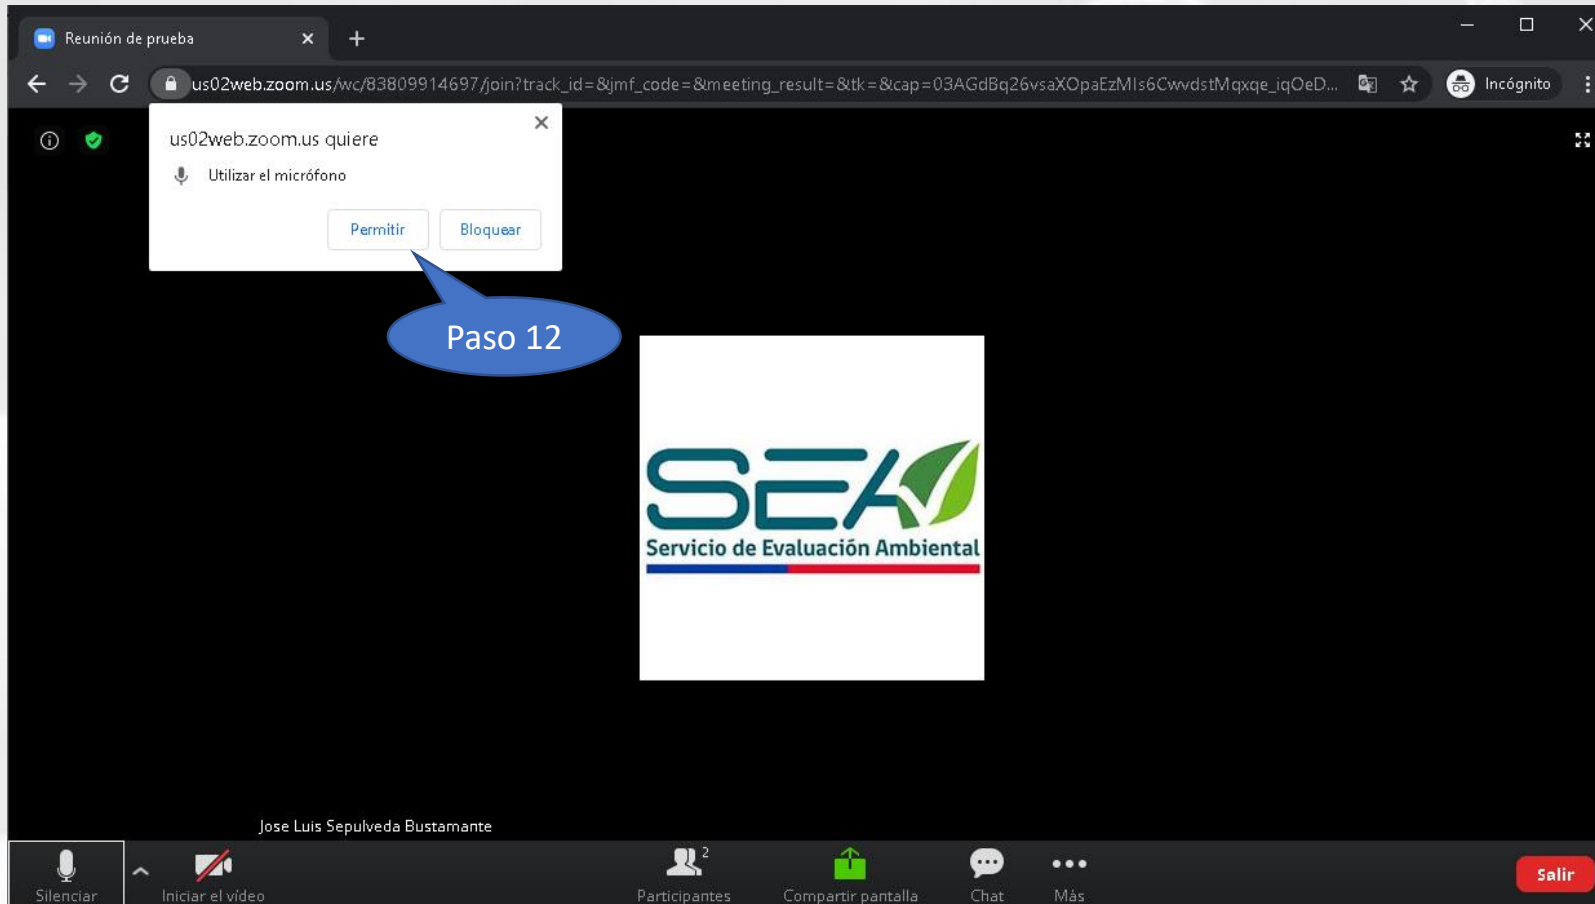 Reunión de prueba
us02web.zoom.us/wc/83809914697/join?track_id=&jmf_code=&meeting_result=&tk=&cap=03AGdBq26vsaXOpaEzMIs6CwvdstMqxqe_iqOeD...
Incógnito
us02web.zoom.us quiere
Utilizar el micrófono
Permitir
Bloquear
Paso 12
SEA
Servicio de Evaluación Ambiental
Jose Luis Sepulveda Bustamante
2
Silenciar
Iniciar el vídeo
Participantes
Compartir pantalla
Chat
Más
Salir